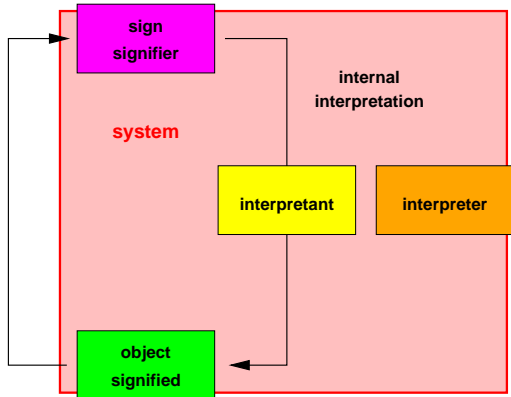 sign
signifier
internal
interpretation
system
interpretant
interpreter
object
signified